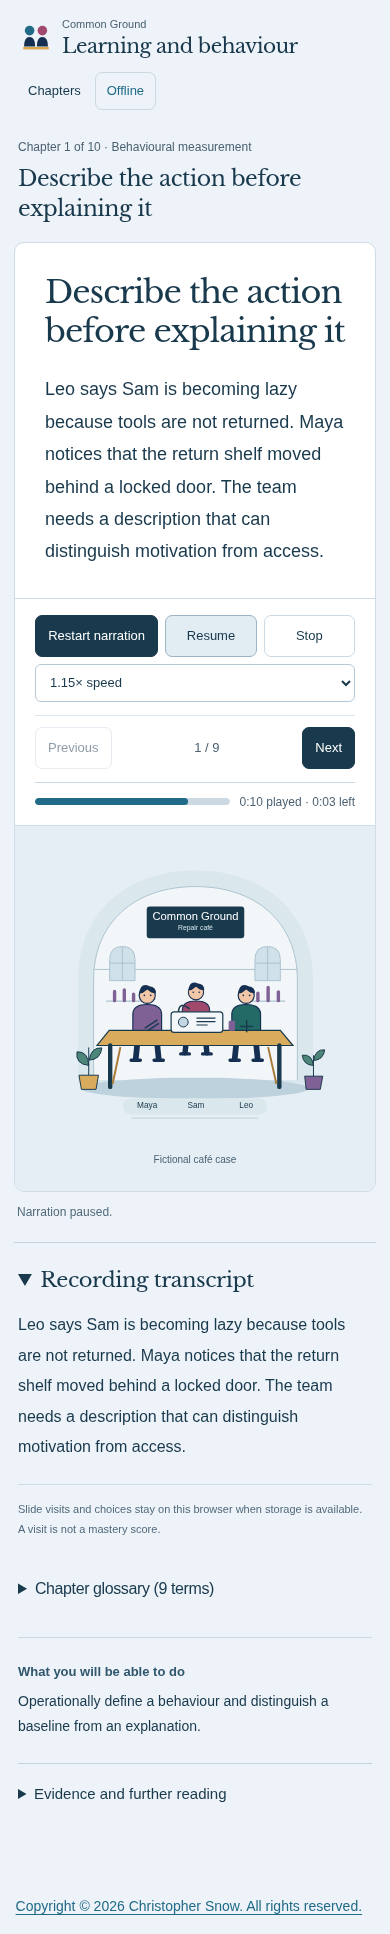 Common Ground
Learning and behaviour
Chapters
Offline
Chapter 1 of 10 · Behavioural measurement
Describe the action before
explaining it
Describe the action
before explaining it
Leo says Sam is becoming lazy
because tools are not returned. Maya
notices that the return shelf moved
behind a locked door. The team
needs a description that can
distinguish motivation from access.
Restart narration
Resume
Stop
1.15× speed
Previous
1 / 9
Next
0:10 played · 0:03 left
Common Ground
Repair café
Maya
Sam
Leo
Fictional café case
Narration paused.
Recording transcript
Leo says Sam is becoming lazy because tools
are not returned. Maya notices that the return
shelf moved behind a locked door. The team
needs a description that can distinguish
motivation from access.
Slide visits and choices stay on this browser when storage is available.
A visit is not a mastery score.
Chapter glossary (9 terms)
What you will be able to do
Operationally define a behaviour and distinguish a
baseline from an explanation.
Evidence and further reading
Copyright © 2026 Christopher Snow. All rights reserved.